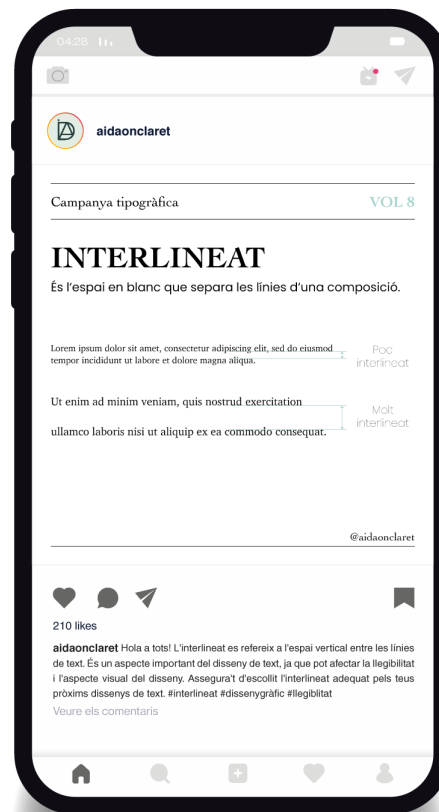 04:28
aidaonclaret
Campanya tipogràfica
VOL 8
INTERLINEAT
És l'espai en blanc que separa les línies d'una composició.
Lorem ipsum dolor sit amet, consectetur adipiscing elit, sed do eiusmod
tempor incididunt ut labore et dolore magna aliqua.
Poc
interlineat
Ut enim ad minim veniam, quis nostrud exercitation
ullamco laboris nisi ut aliquip ex ea commodo consequat.
Molt
interlineat
@aidaonclaret
210 likes
aidaonclaret Hola a tots! L'interlineat es refereix a l'espai vertical entre les línies
de text. És un aspecte important del disseny de text, ja que pot afectar la llegibilitat
i l'aspecte visual del disseny. Assegura't d'escollit l'interlineat adequat pels teus
pròxims dissenys de text. #interlineat #dissenygràfic #llegiblitat
Veure els comentaris